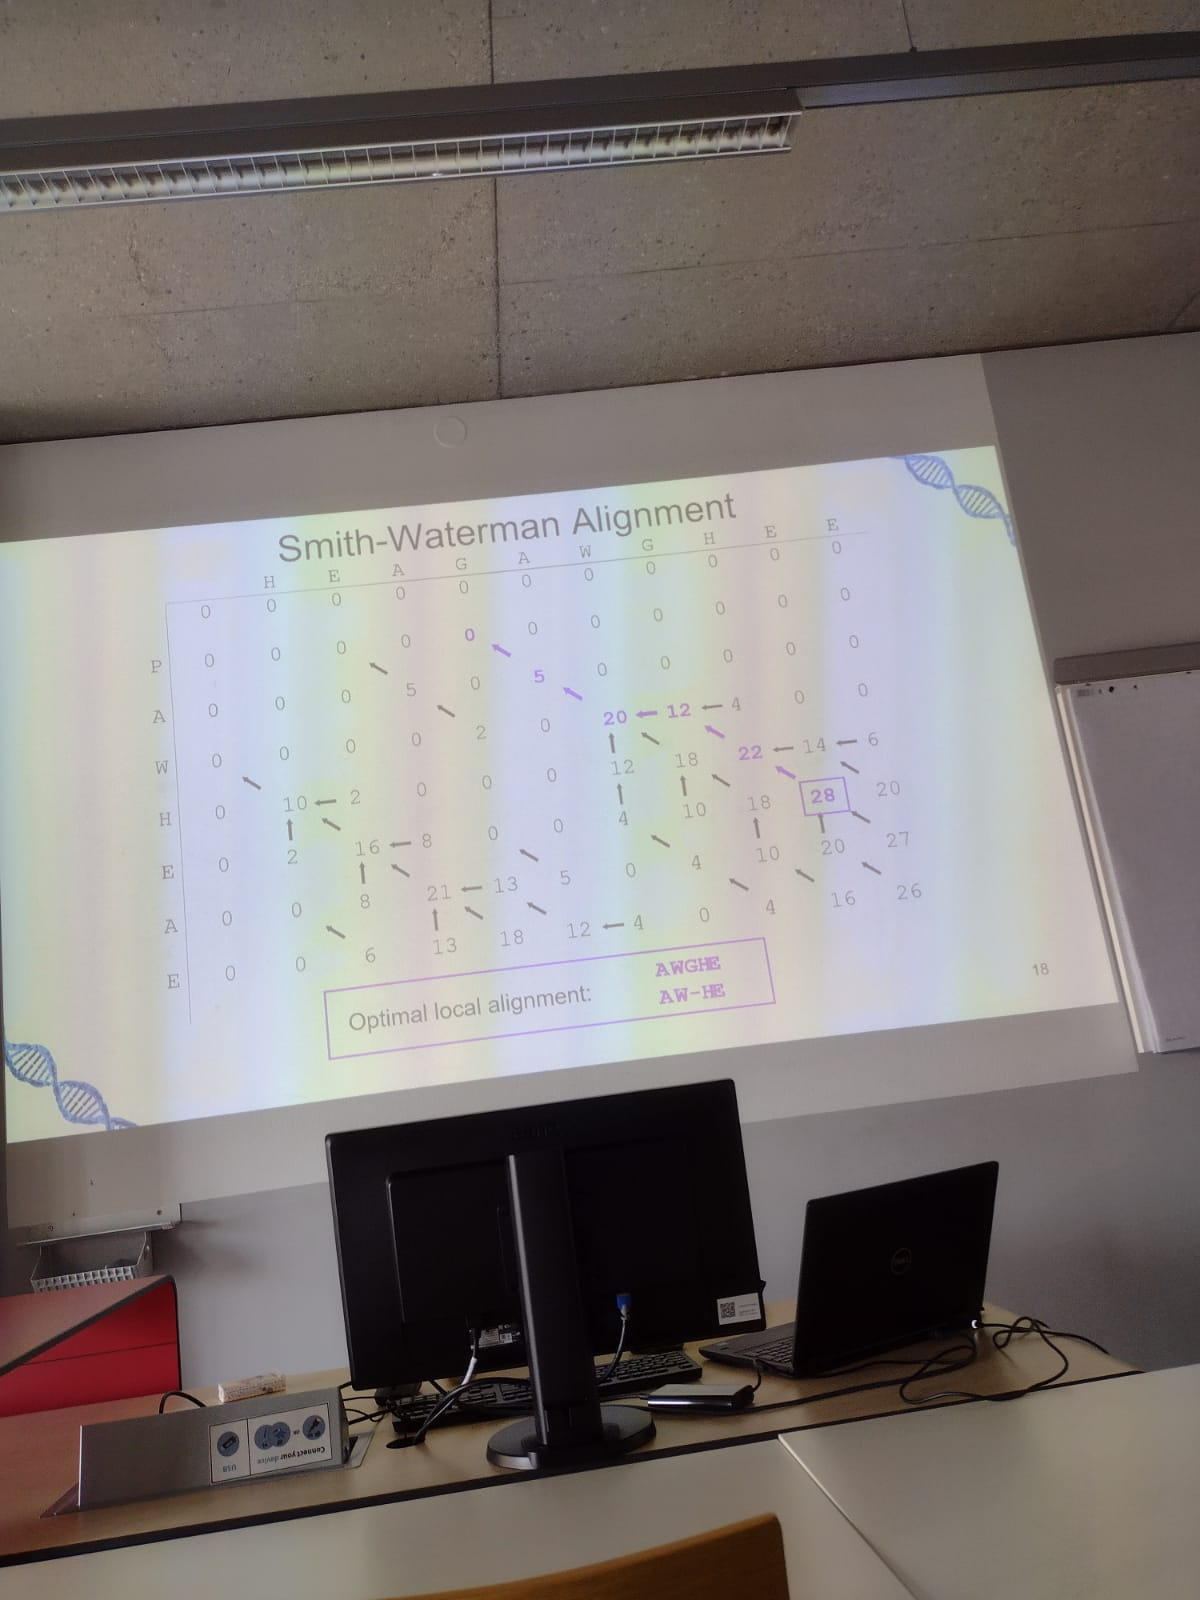 Smith-Waterman Alignment
H E A G A W G H E E
0 0 0 0 0 0 0 0 0 0 0
P 0 0 0 0 0 0 0 0 0 0 0
A 0 0 0 5 0 5 0 0 0 0 0
W 0 0 0 0 2 0 20 12 4 0 0
H 0 10 2 0 0 0 12 18 22 14 6
E 0 2 16 8 0 0 4 10 18 28 20
A 0 0 8 21 13 5 0 4 10 20 27
E 0 0 6 13 18 12 4 0 4 16 26
Optimal local alignment:
AWGHE
AW-HE
18
DELL
Connect your device
or
USB